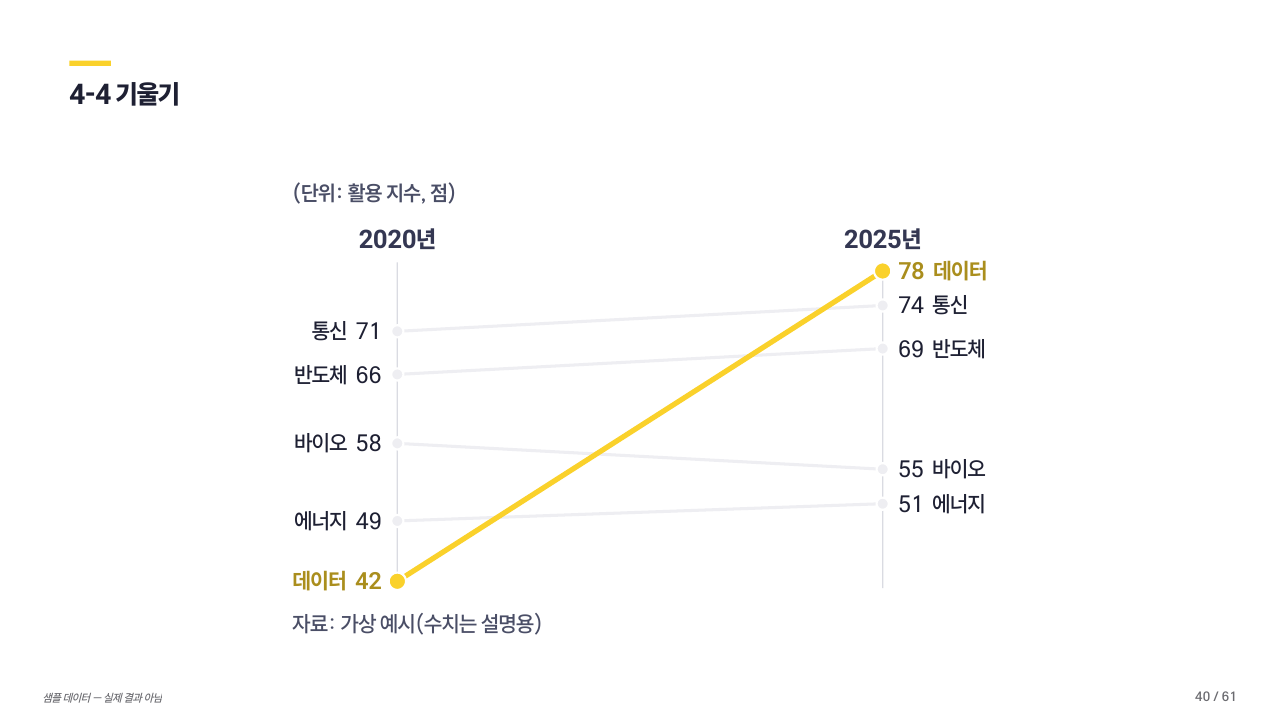 4-4 기울기
(단위: 활용 지수, 점)
2020년
2025년
78 데이터
74 통신
통신 71
69 반도체
반도체 66
바이오 58
55 바이오
51 에너지
에너지 49
데이터 42
자료: 가상 예시(수치는 설명용)
샘플 데이터 – 실제 결과 아님
40 / 61